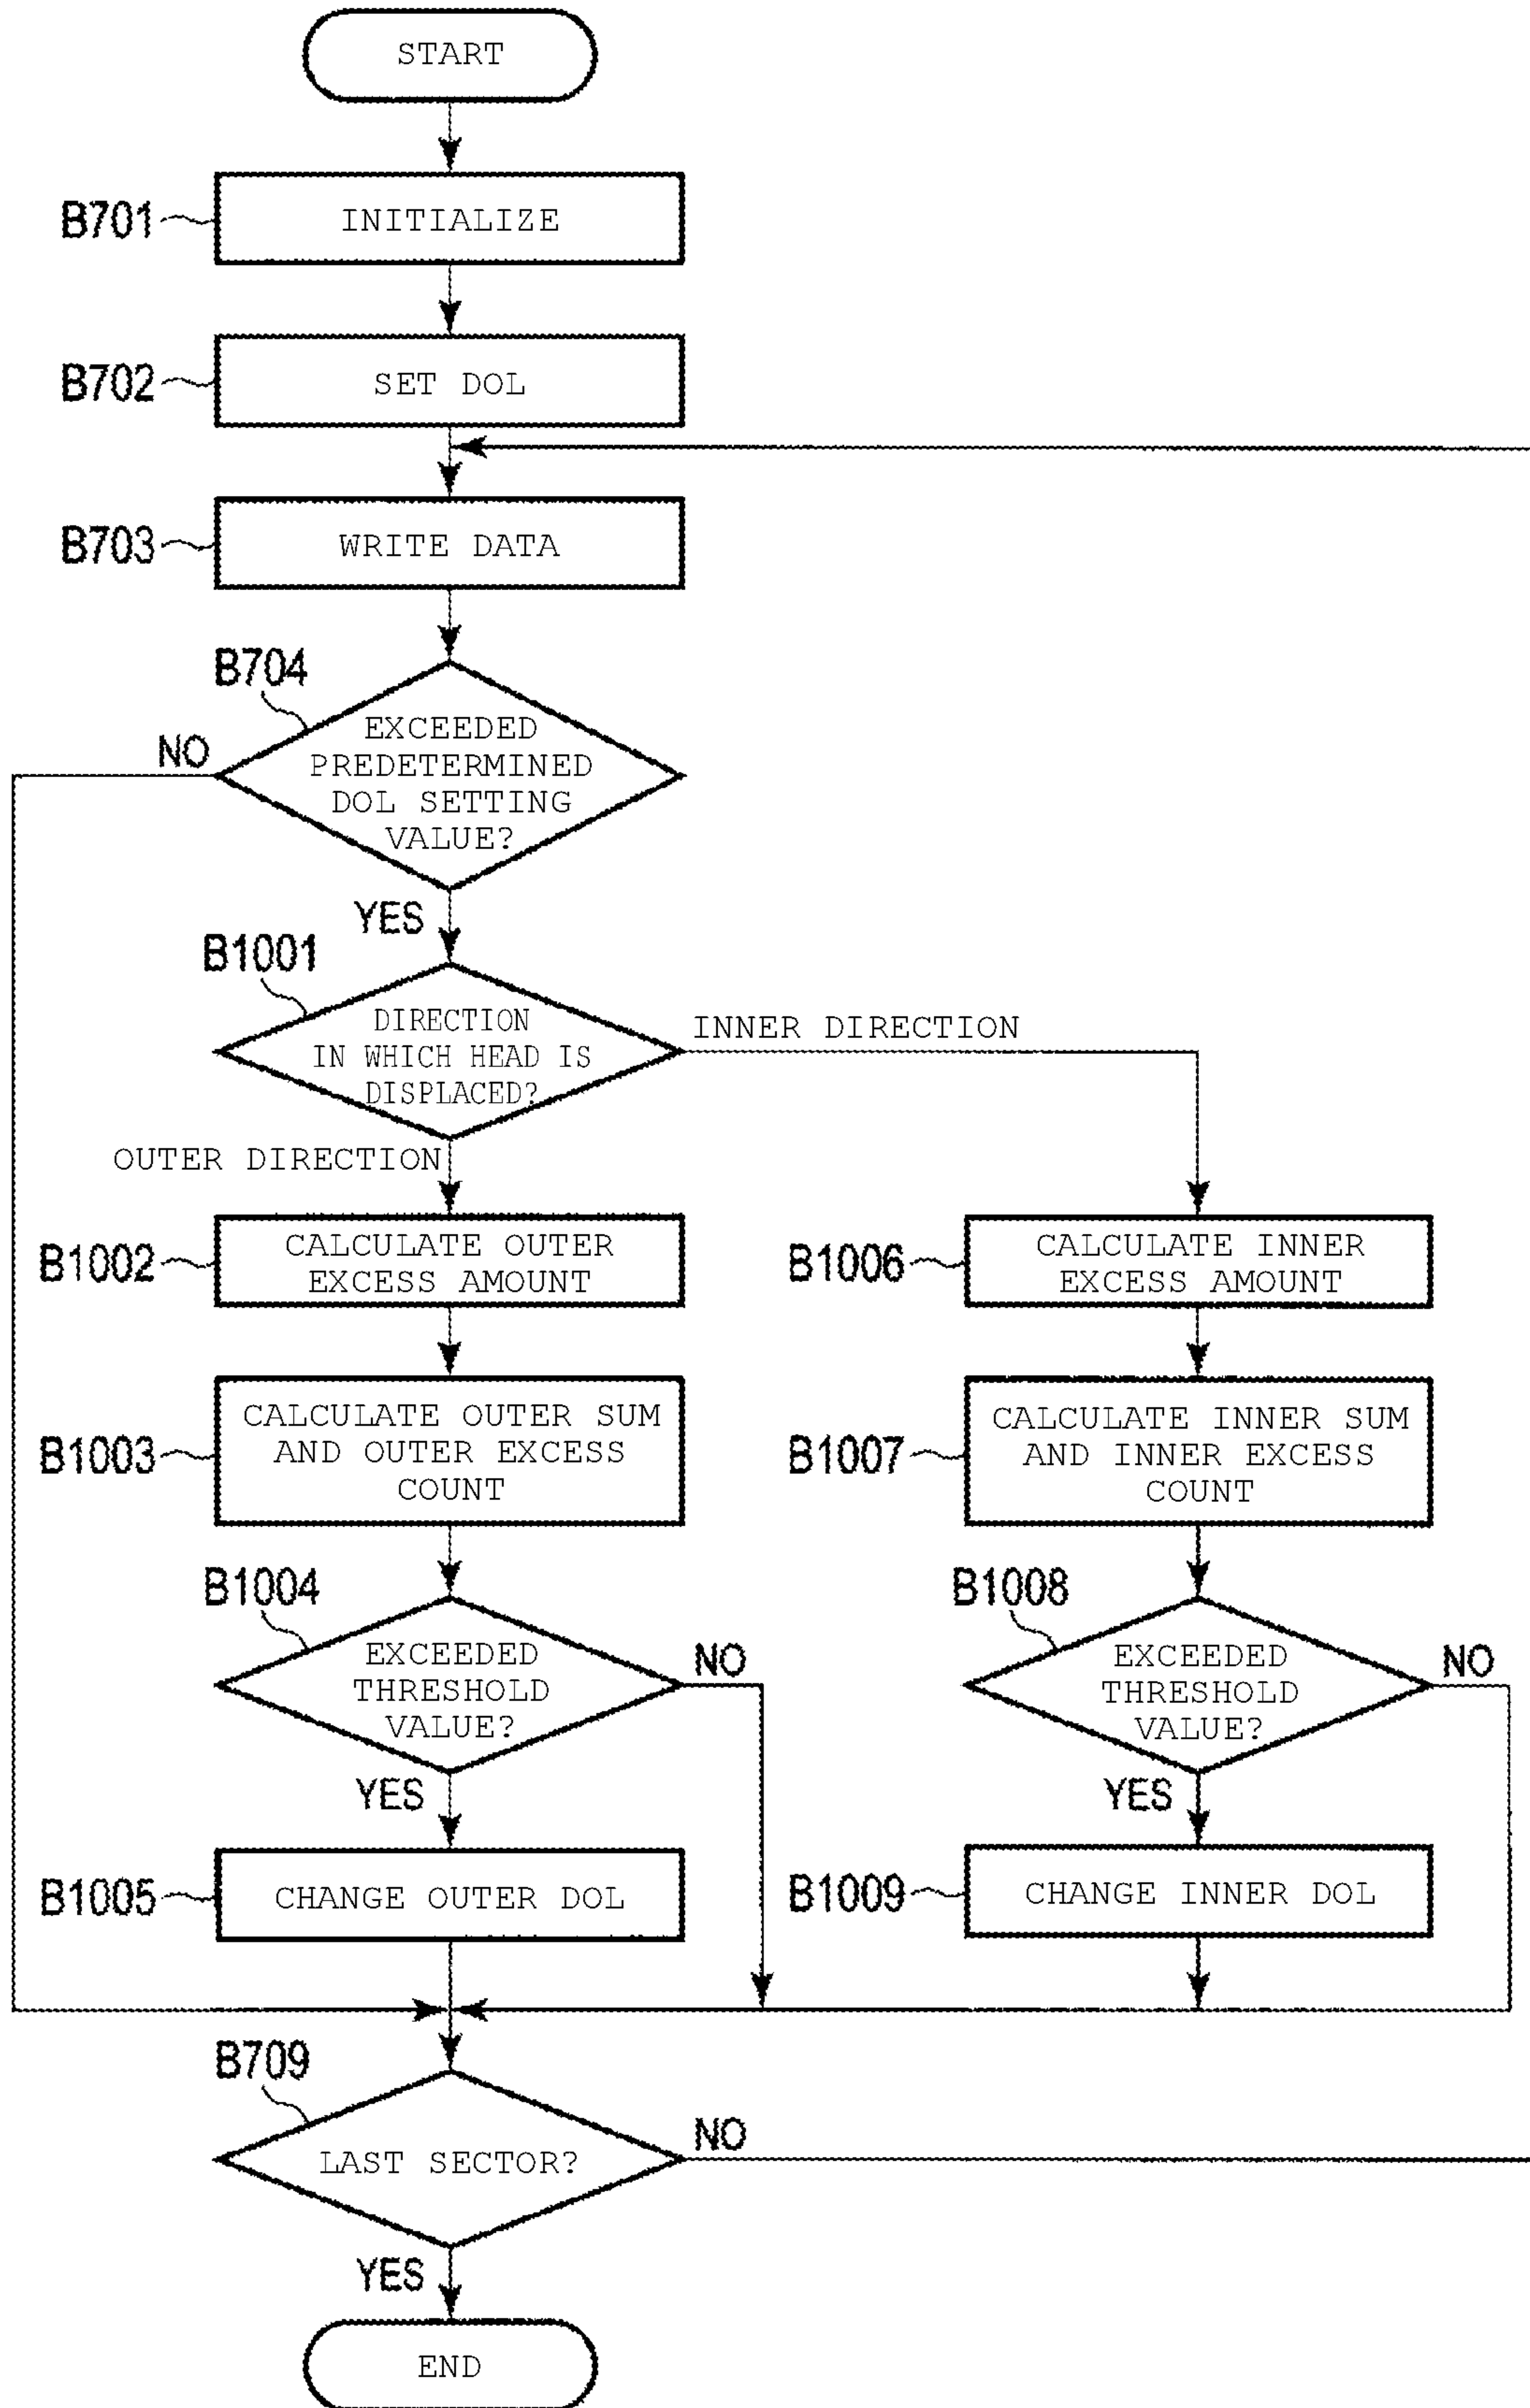 START
B701
INITIALIZE
B702
SET DOL
B703
WRITE DATA
B704
EXCEEDED
PREDETERMINED
DOL SETTING
VALUE?
NO
YES
B1001
DIRECTION
IN WHICH HEAD IS
DISPLACED?
INNER DIRECTION
OUTER DIRECTION
B1002
CALCULATE OUTER
EXCESS AMOUNT
B1006
CALCULATE INNER
EXCESS AMOUNT
B1003
CALCULATE OUTER SUM
AND OUTER EXCESS
COUNT
B1007
CALCULATE INNER SUM
AND INNER EXCESS
COUNT
B1004
EXCEEDED
THRESHOLD
VALUE?
NO
YES
B1008
EXCEEDED
THRESHOLD
VALUE?
NO
YES
B1005
CHANGE OUTER DOL
B1009
CHANGE INNER DOL
B709
LAST SECTOR?
NO
YES
END